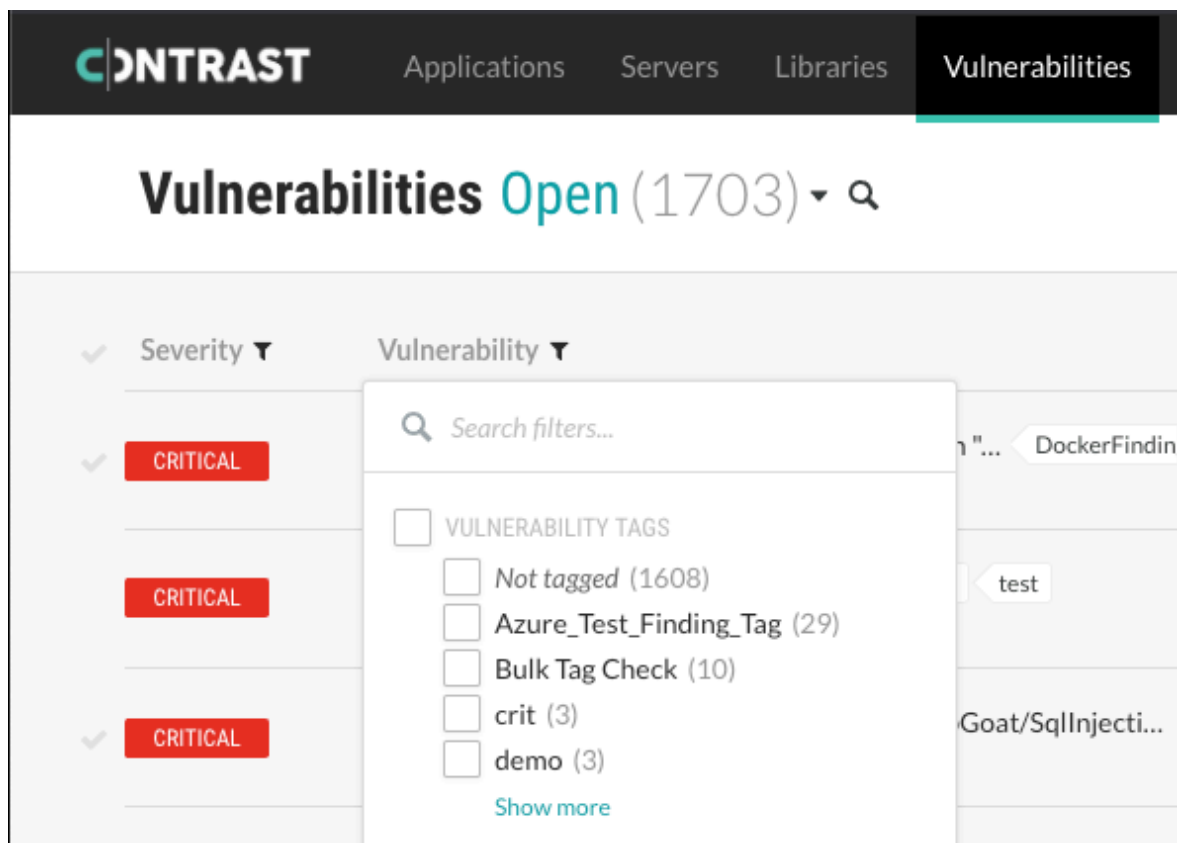 CONTRAST Applications Servers Libraries Vulnerabilities
Vulnerabilities Open (1703)
Severity Vulnerability
Search filters...
CRITICAL "... DockerFindin
VULNERABILITY TAGS
Not tagged (1608)
CRITICAL test
Azure_Test_Finding_Tag (29)
Bulk Tag Check (10)
crit (3)
CRITICAL Goat/SqlInjecti...
demo (3)
Show more